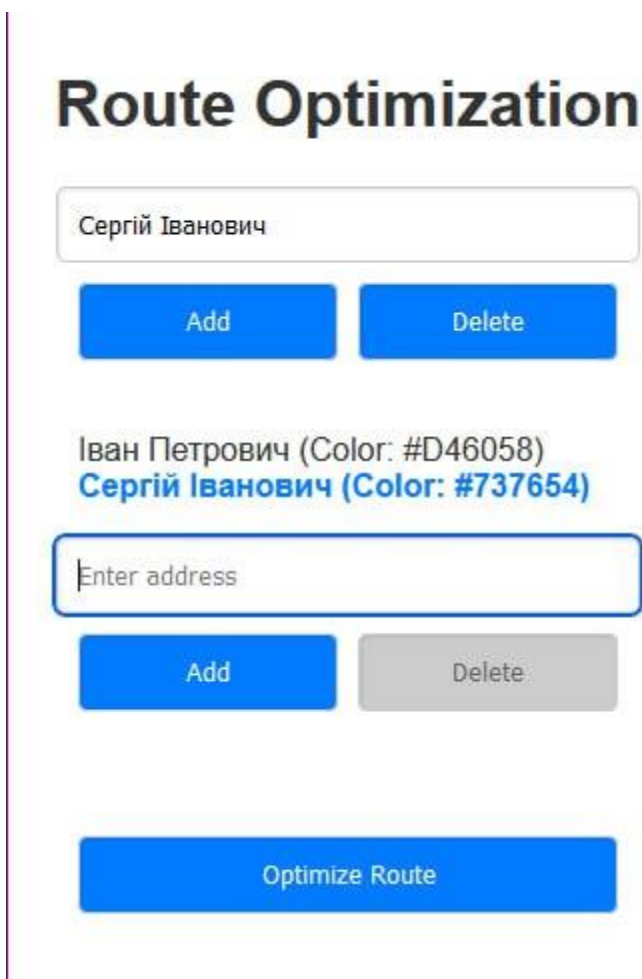 Route Optimization
Сергій Іванович
Add Delete
Іван Петрович (Color: #D46058)
Сергій Іванович (Color: #737654)
Enter address
Add Delete
Optimize Route